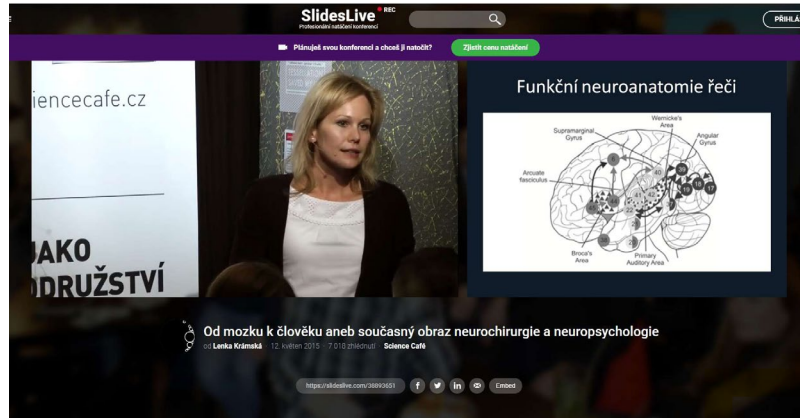 SlidesLive REC
Profesionální natáčení konferencí
PŘIHLÁS
Plánuješ svou konferenci a chceš ji natočit?
Zjistit cenu natáčení
iencecafe.cz
JAKO
DRUŽSTVÍ
Funkční neuroanatomie řeči
Wernicke's
Area
Supramarginal
Gyrus
Angular
Gyrus
Arcuate
fasciculus
Broca's
Area
Primary
Auditory Area
Od mozku k člověku aneb současný obraz neurochirurgie a neuropsychologie
od Lenka Krámská · 12. květen 2015 · 7 018 zhlédnutí · Science Café
https://slideslive.com/38893651
Embed